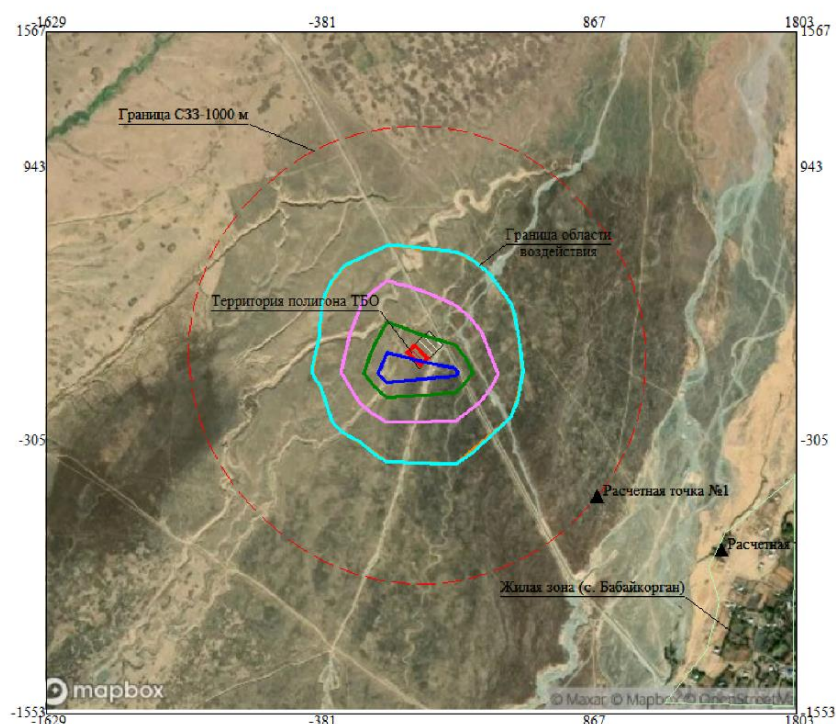 -1629 -381 867 1803
1567 1567
Граница СЗЗ-1000 м
943 943
Граница области
воздействия
Территория полигона ТБО
-305 -305
Расчетная точка №1
Расчетная
Жилая зона (с. Бабайкорган)
mapbox
© Maxar © Mapbox © OpenStreetM
-1553 -1553
-1629 -381 867 1803